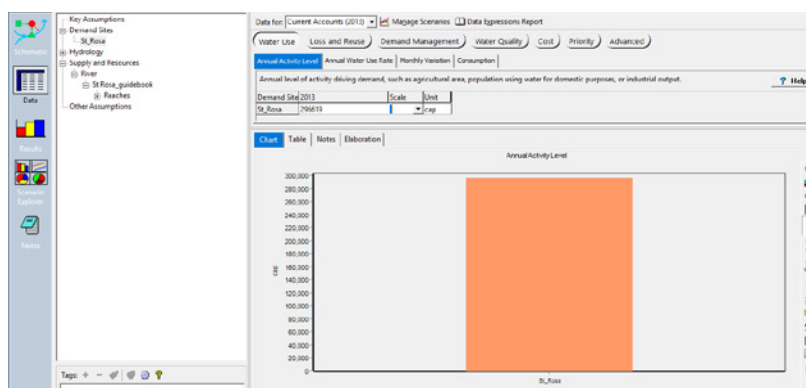 Key Assumptions
Demand Sites
St_Rosa
Hydrology
Supply and Resources
River
St Rosa_guidebook
Reaches
Other Assumptions
Schematic
Data
Results
Scenario
Explorer
Notes
Tags:
Data for: Current Accounts (2013) Manage Scenarios Data Expressions Report
Water Use Loss and Reuse Demand Management Water Quality Cost Priority Advanced
Annual Activity Level Annual Water Use Rate Monthly Variation Consumption
Annual level of activity driving demand, such as agricultural area, population using water for domestic purposes, or industrial output.
? Help
Demand Site 2013 Scale Unit
St_Rosa 296619 cap
Chart Table Notes Elaboration
Annual Activity Level
300,000
280,000
260,000
240,000
220,000
200,000
180,000
160,000
140,000
120,000
100,000
80,000
60,000
40,000
20,000
0
cap
St_Rosa